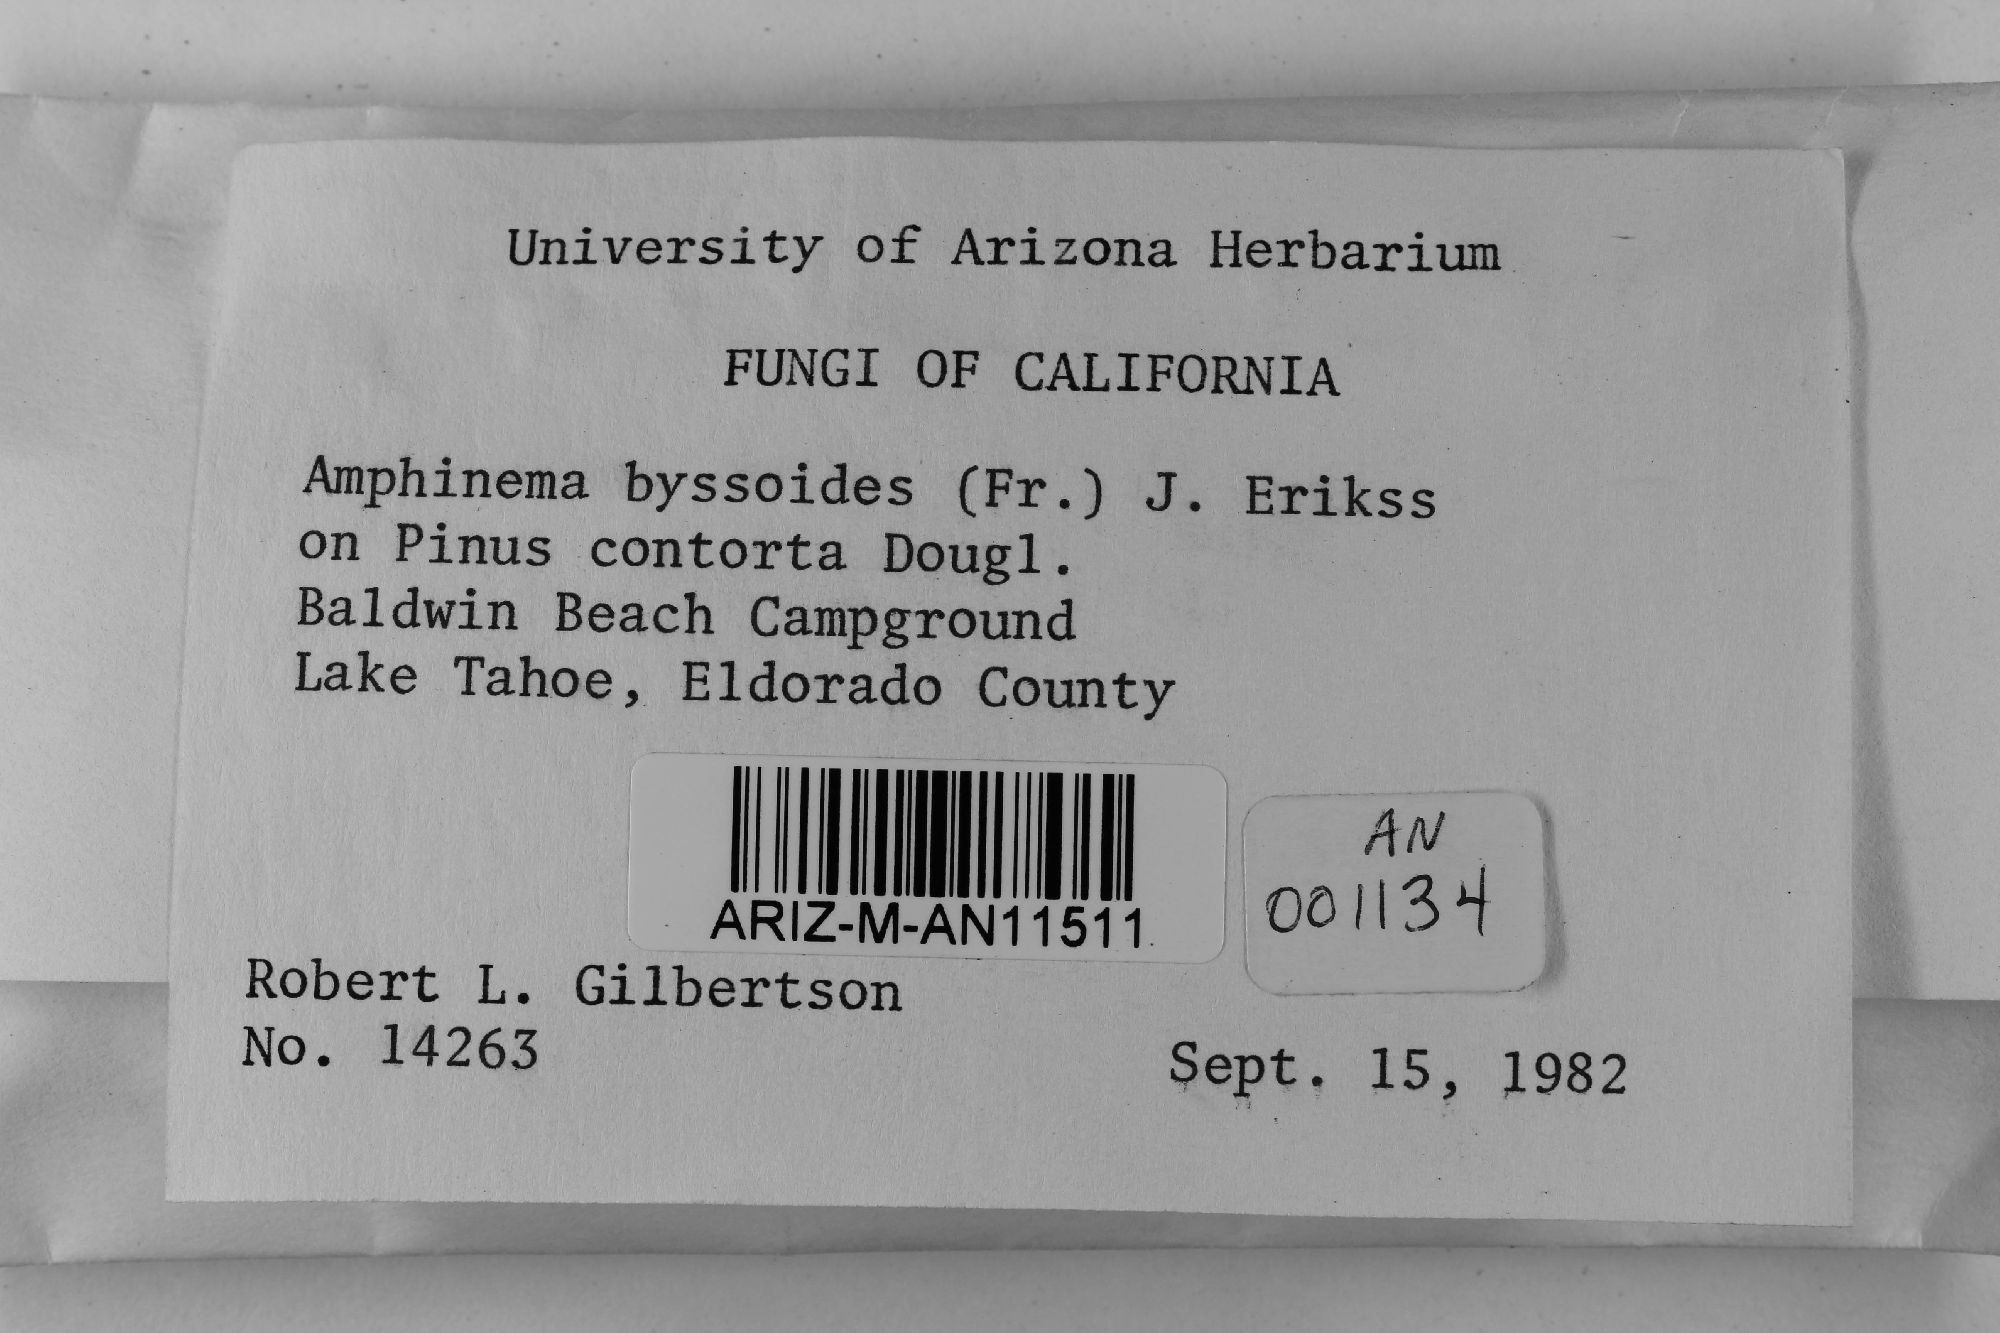 University of Arizona Herbarium
FUNGI OF CALIFORNIA
Amphinema byssoides (Fr.) J. Erikss
on Pinus contorta Dougl.
Baldwin Beach Campground
Lake Tahoe, Eldorado County
ARIZ-M-AN11511
AN
001134
Robert L. Gilbertson
No. 14263
Sept. 15, 1982